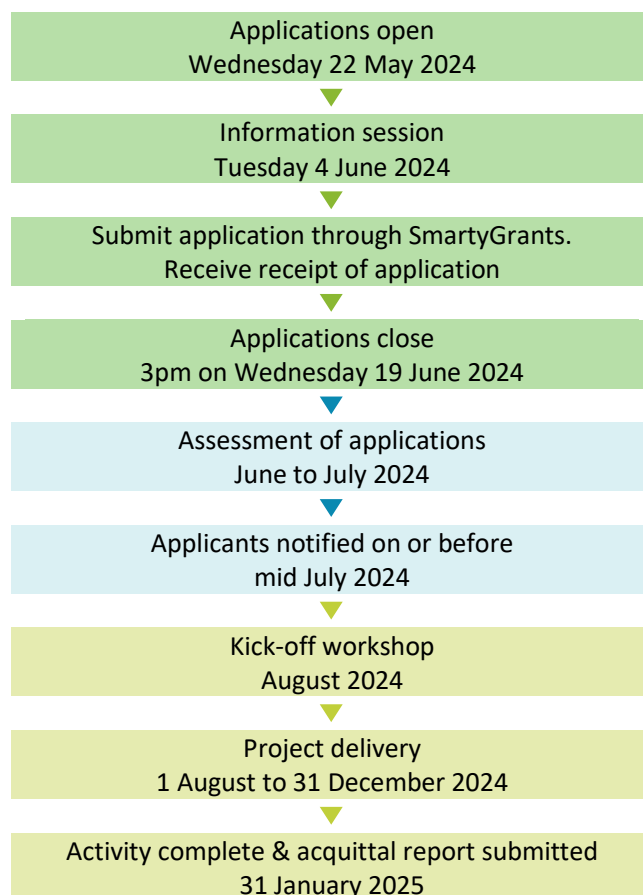 Applications open
Wednesday 22 May 2024
Information session
Tuesday 4 June 2024
Submit application through SmartyGrants.
Receive receipt of application
Applications close
3pm on Wednesday 19 June 2024
Assessment of applications
June to July 2024
Applicants notified on or before
mid July 2024
Kick-off workshop
August 2024
Project delivery
1 August to 31 December 2024
Activity complete & acquittal report submitted
31 January 2025